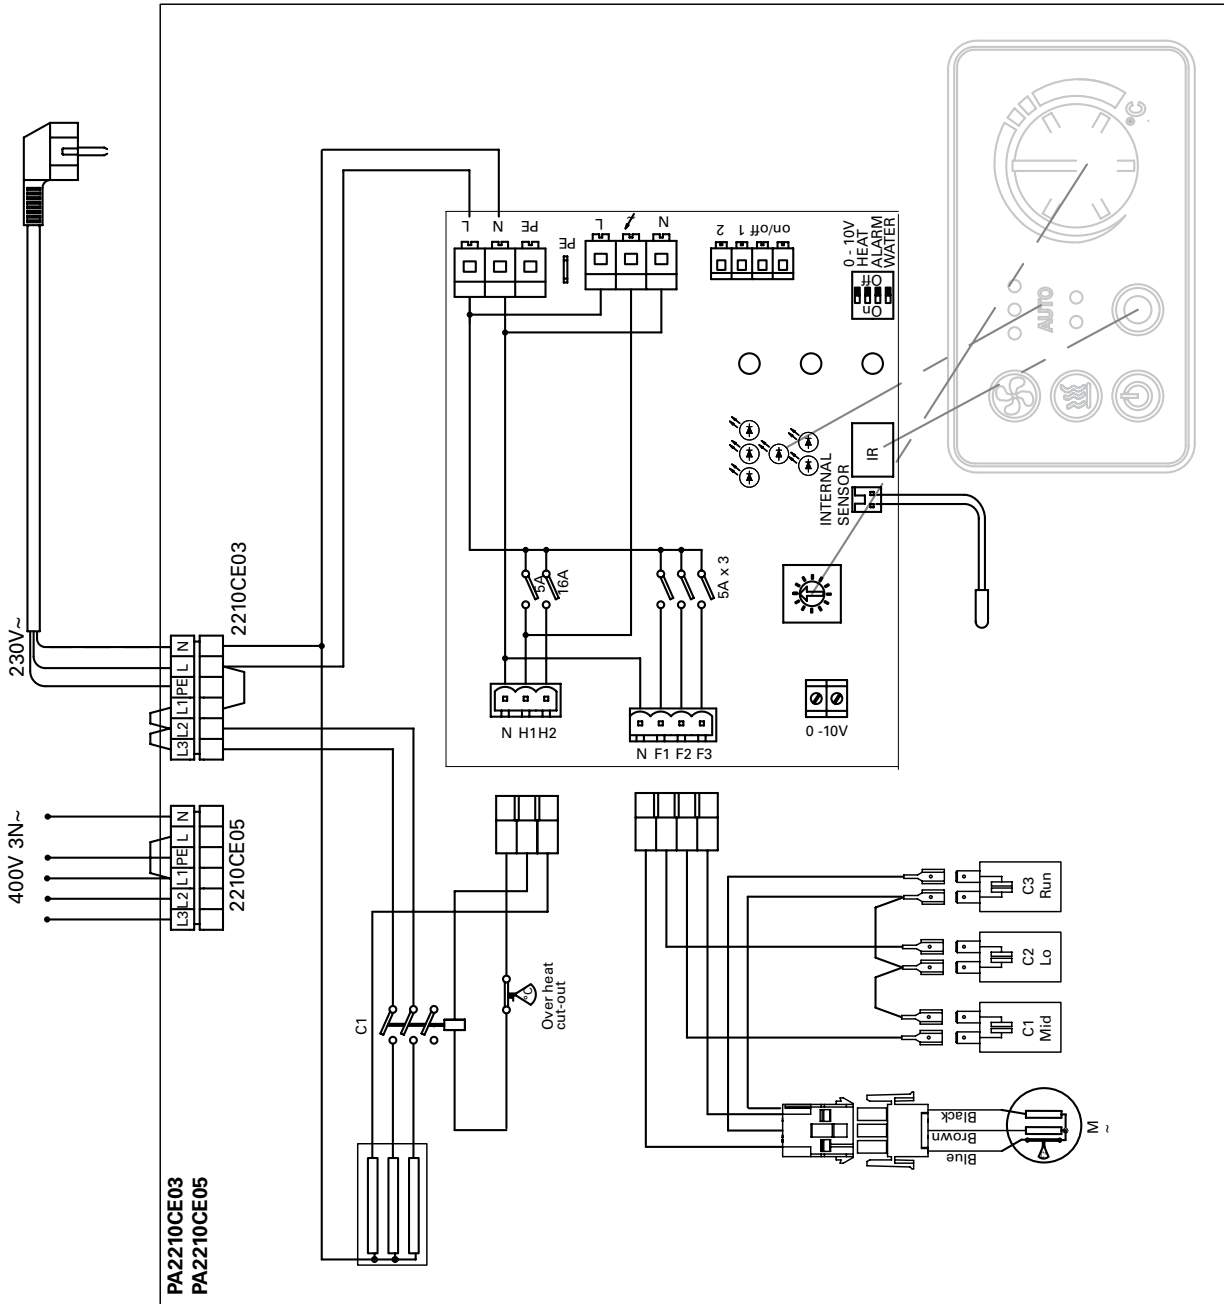 230V~
N
L
PE
L1
L2
L3
2210CE03
400V 3N~
N
L
PE
L1
L2
L3
2210CE05
L
N
PE
PE
L
N
2
1
on/off
0 - 10V
HEAT
ALARM
WATER
Off
On
°C
AUTO
IR
INTERNAL
SENSOR
5A
16A
5A x 3
N H1 H2
N F1 F2 F3
0 -10V
C1
°C
Over heat
cut-out
C3
Run
C2
Lo
C1
Mid
Black
Brown
Blue
M
~
PA2210CE03
PA2210CE05